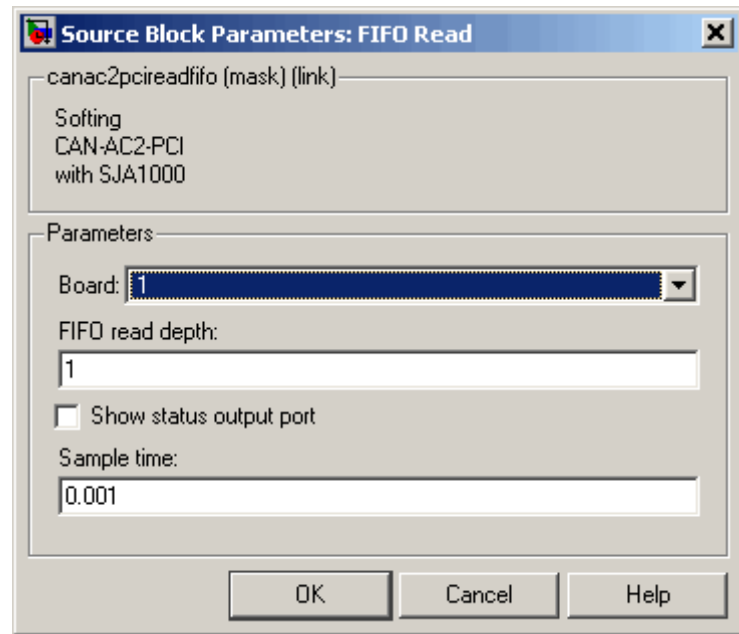 Source Block Parameters: FIFO Read
canac2pcireadfifo (mask) (link)
Softing
CAN-AC2-PCI
with SJA1000
Parameters
Board: 1
FIFO read depth:
1
Show status output port
Sample time:
0.001
OK Cancel Help